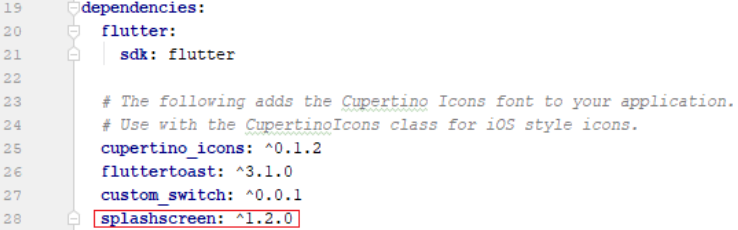 19 dependencies:
20 flutter:
21 sdk: flutter
22
23 # The following adds the Cupertino Icons font to your application.
24 # Use with the CupertinoIcons class for iOS style icons.
25 cupertino_icons: ^0.1.2
26 fluttertoast: ^3.1.0
27 custom_switch: ^0.0.1
28 splashscreen: ^1.2.0